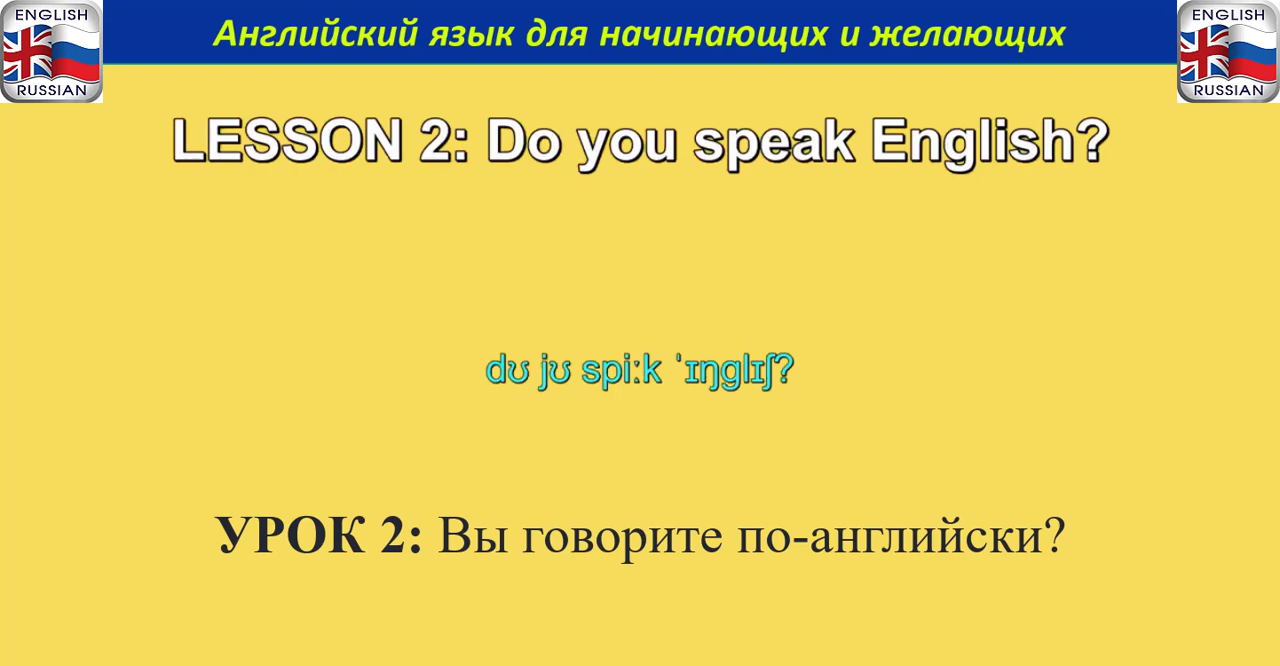 ENGLISH
RUSSIAN
Английский язык для начинающих и желающих
ENGLISH
RUSSIAN
LESSON 2: Do you speak English?
dʊ jʊ spiːk ˈɪŋglɪʃ?
УРОК 2: Вы говорите по-английски?